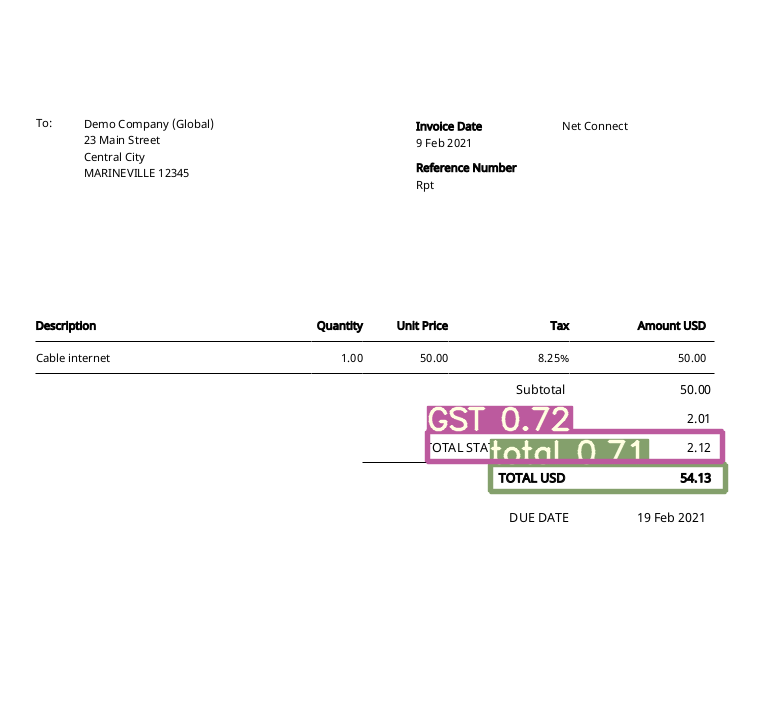 To:
Demo Company (Global)
23 Main Street
Central City
MARINEVILLE 12345
Invoice Date
9 Feb 2021
Reference Number
Rpt
Net Connect
Description Quantity Unit Price Tax Amount USD
Cable internet 1.00 50.00 8.25% 50.00
Subtotal 50.00
GST 0.72 2.01
total 0.71 2.12
TOTAL USD 54.13
DUE DATE 19 Feb 2021